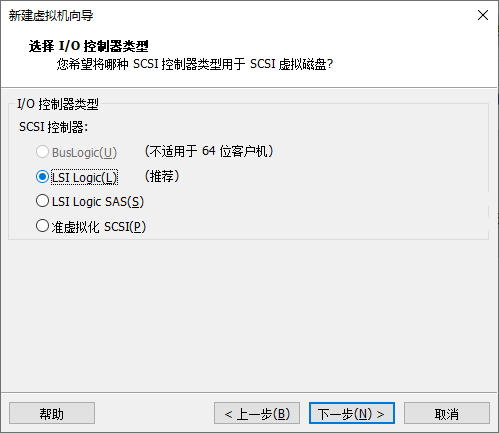 新建虚拟机向导
选择 I/O 控制器类型
您希望将哪种 SCSI 控制器类型用于 SCSI 虚拟磁盘?
I/O 控制器类型
SCSI 控制器:
BusLogic(U) (不适用于 64 位客户机)
LSI Logic(L) (推荐)
LSI Logic SAS(S)
准虚拟化 SCSI(P)
帮助 < 上一步(B) 下一步(N) > 取消